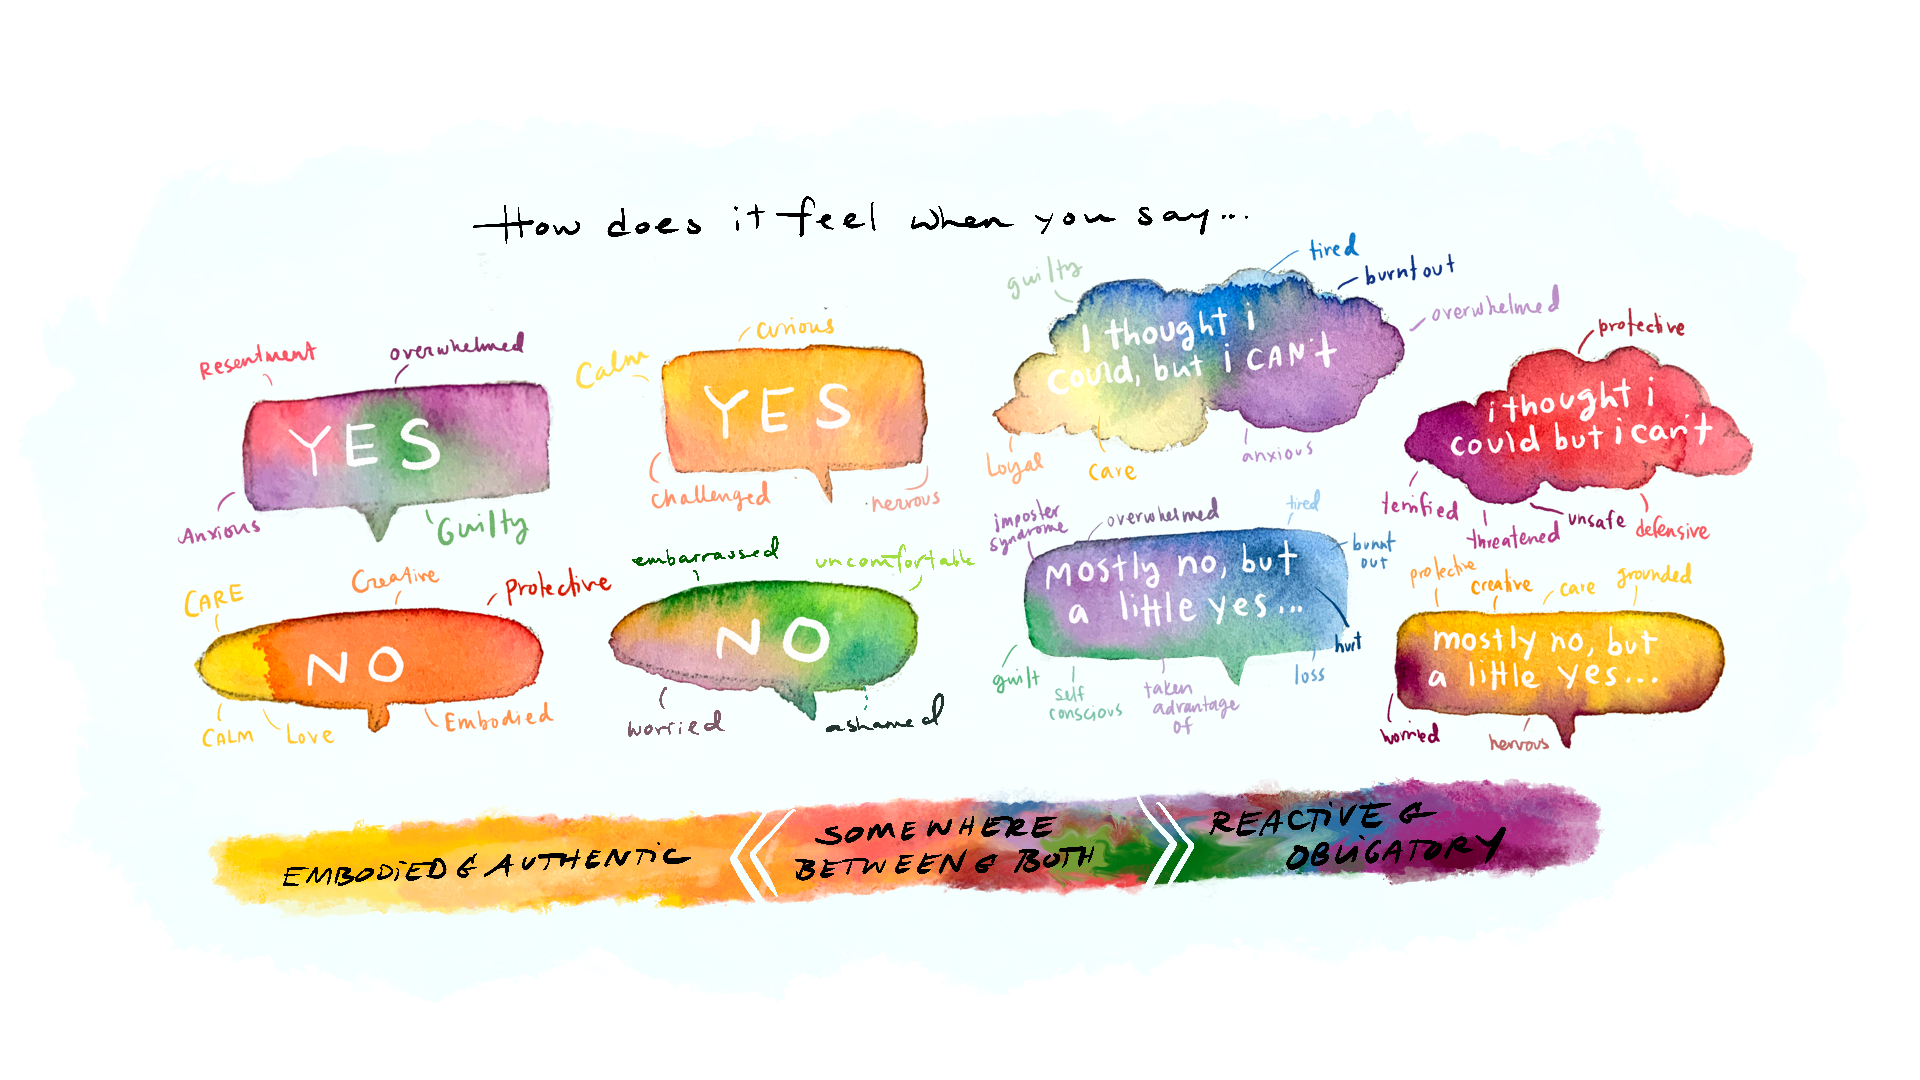 How does it feel when you say...
Resentment
overwhelmed
YES
Anxious
Guilty
Calm
curious
YES
challenged
nervous
guilty
tired
burnt out
overwhelmed
I thought i
could, but i CAN't
Loyal
care
anxious
protective
i thought i
could but i can't
terrified
threatened
unsafe
defensive
CARE
Creative
protective
NO
CALM
Love
Embodied
embarraused
uncomfortable
NO
worried
ashamed
imposter
syndrome
overwhelmed
tired
burnt
out
mostly no, but
a little yes...
hurt
guilt
self
conscious
taken
advantage
of
loss
protective
creative
care
grounded
mostly no, but
a little yes...
worried
nervous
EMBODiED & AUTHENTiC
SOMEWHERE
BETWEEN & BOTH
REACTiVE &
OBLiGATORY